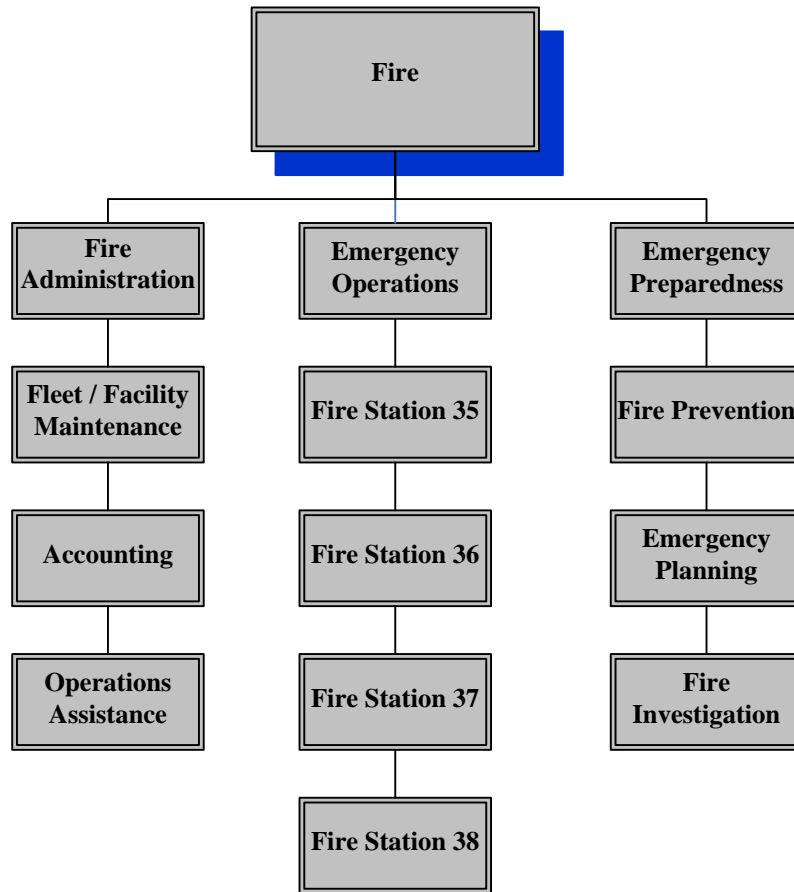 Fire
Fire
Administration
Emergency
Operations
Emergency
Preparedness
Fleet / Facility
Maintenance
Fire Station 35
Fire Prevention
Accounting
Fire Station 36
Emergency
Planning
Operations
Assistance
Fire Station 37
Fire
Investigation
Fire Station 38